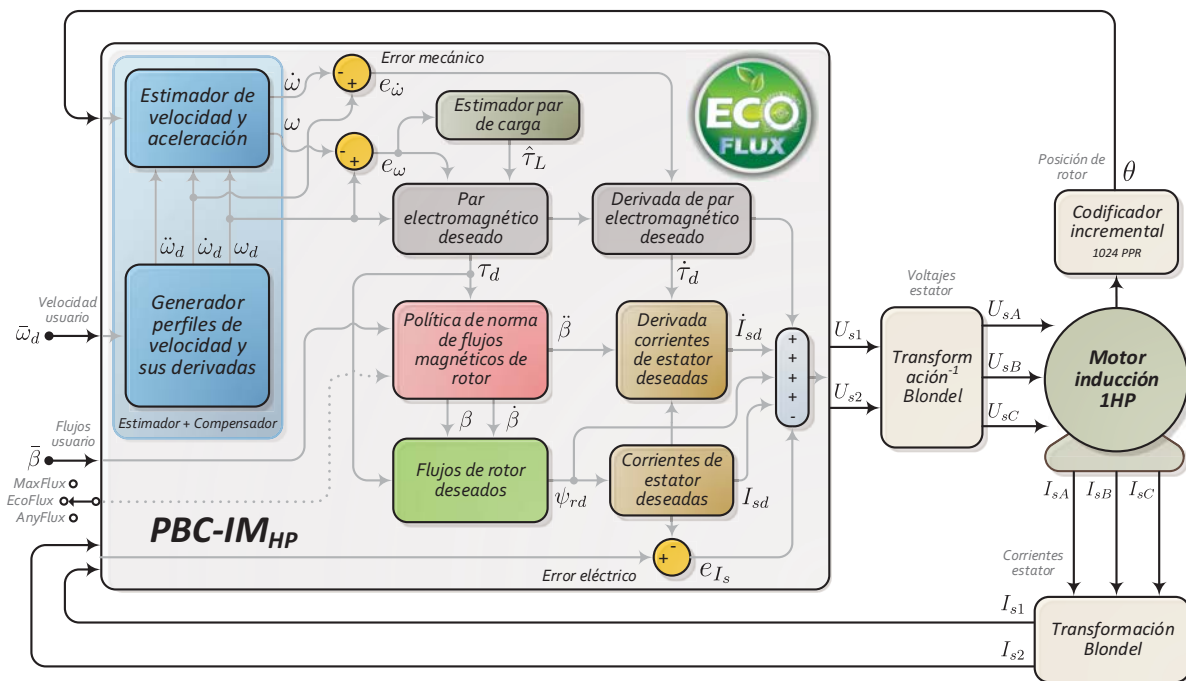 Error mecánico
ECO
FLUX
Estimador de
velocidad y
aceleración
ω̇
ω
-
+
e_ω̇
-
+
e_ω
Estimador par
de carga
τ̂_L
Posición de
rotor
θ
Codificador
incremental
1024 PPR
Par
electromagnético
deseado
Derivada de par
electromagnético
deseado
ω̈_d
ω̇_d
ω_d
τ_d
τ̇_d
Velocidad
usuario
ω̄_d
Generador
perfiles de
velocidad y
sus derivadas
Estimador + Compensador
Política de norma
de flujos
magnéticos de
rotor
β̈
Derivada
corrientes
de estator
deseadas
İ_sd
+
+
+
+
-
Voltajes
estator
U_s1
U_s2
Transform
ación⁻¹
Blondel
U_sA
U_sB
U_sC
Motor
inducción
1HP
β
β̇
Flujos
usuario
β̄
MaxFlux
EcoFlux
AnyFlux
Flujos de rotor
deseados
ψ_rd
Corrientes de
estator
deseadas
I_sd
I_sA
I_sB
I_sC
PBC-IM_HP
-
+
Error eléctrico
e_Is
Corrientes
estator
I_s1
I_s2
Transformación
Blondel